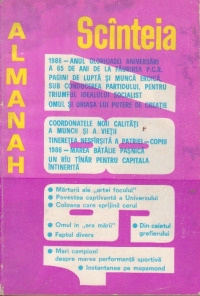 ALMANAH
Scînteia
1986 — ANUL GLORIOASEI ANIVERSĂRI
A 65 DE ANI DE LA FĂURIREA P.C.R.
PAGINI DE LUPTĂ ȘI MUNCĂ EROICĂ,
SUB CONDUCEREA PARTIDULUI, PENTRU
TRIUMFUL IDEALULUI SOCIALIST
OMUL ȘI URIAȘA LUI PUTERE DE CREAȚIE
COORDONATELE NOII CALITĂȚI
A MUNCII ȘI A VIEȚII
TINEREȚEA NESFÎRȘITĂ A PATRIEI — COPIII
1986 — MAREA BĂTĂLIE PAȘNICĂ
UN RÎU TÎNĂR PENTRU CAPITALA
ÎNTINERITĂ
Mărturii ale „artei focului”
Povestea captivantă a Universului
Coloana care sprijină cerul
Omul în „era mării”
Faptul divers
Din caietul
grefierului
Mari campioni
despre marea performanță sportivă
Instantanee pe mapamond